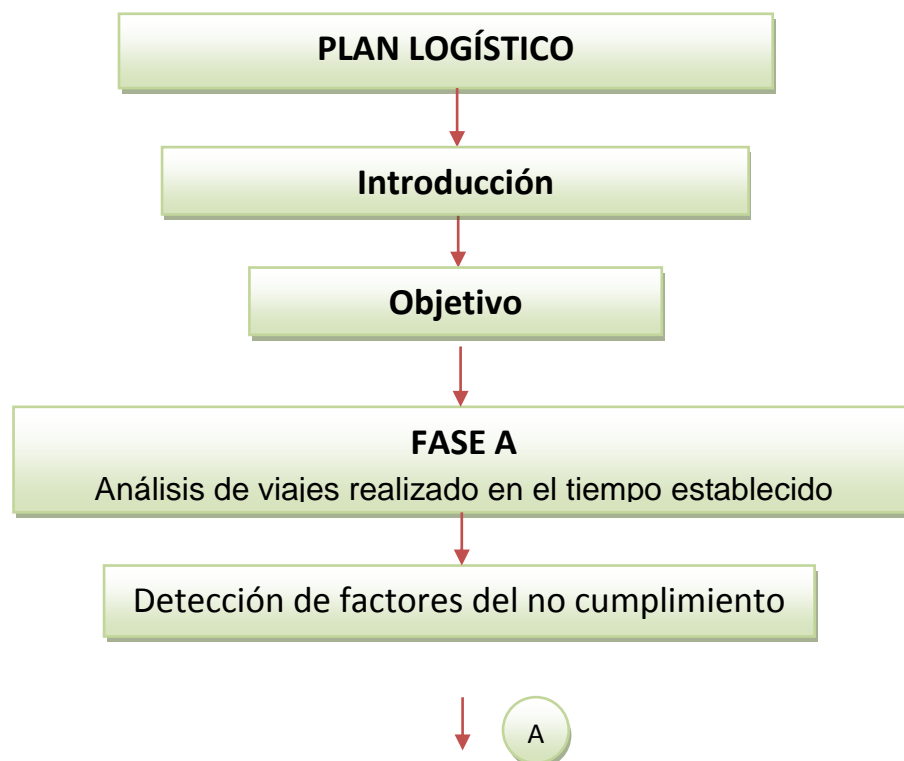 PLAN LOGÍSTICO
Introducción
Objetivo
FASE A
Análisis de viajes realizado en el tiempo establecido
Detección de factores del no cumplimiento
A